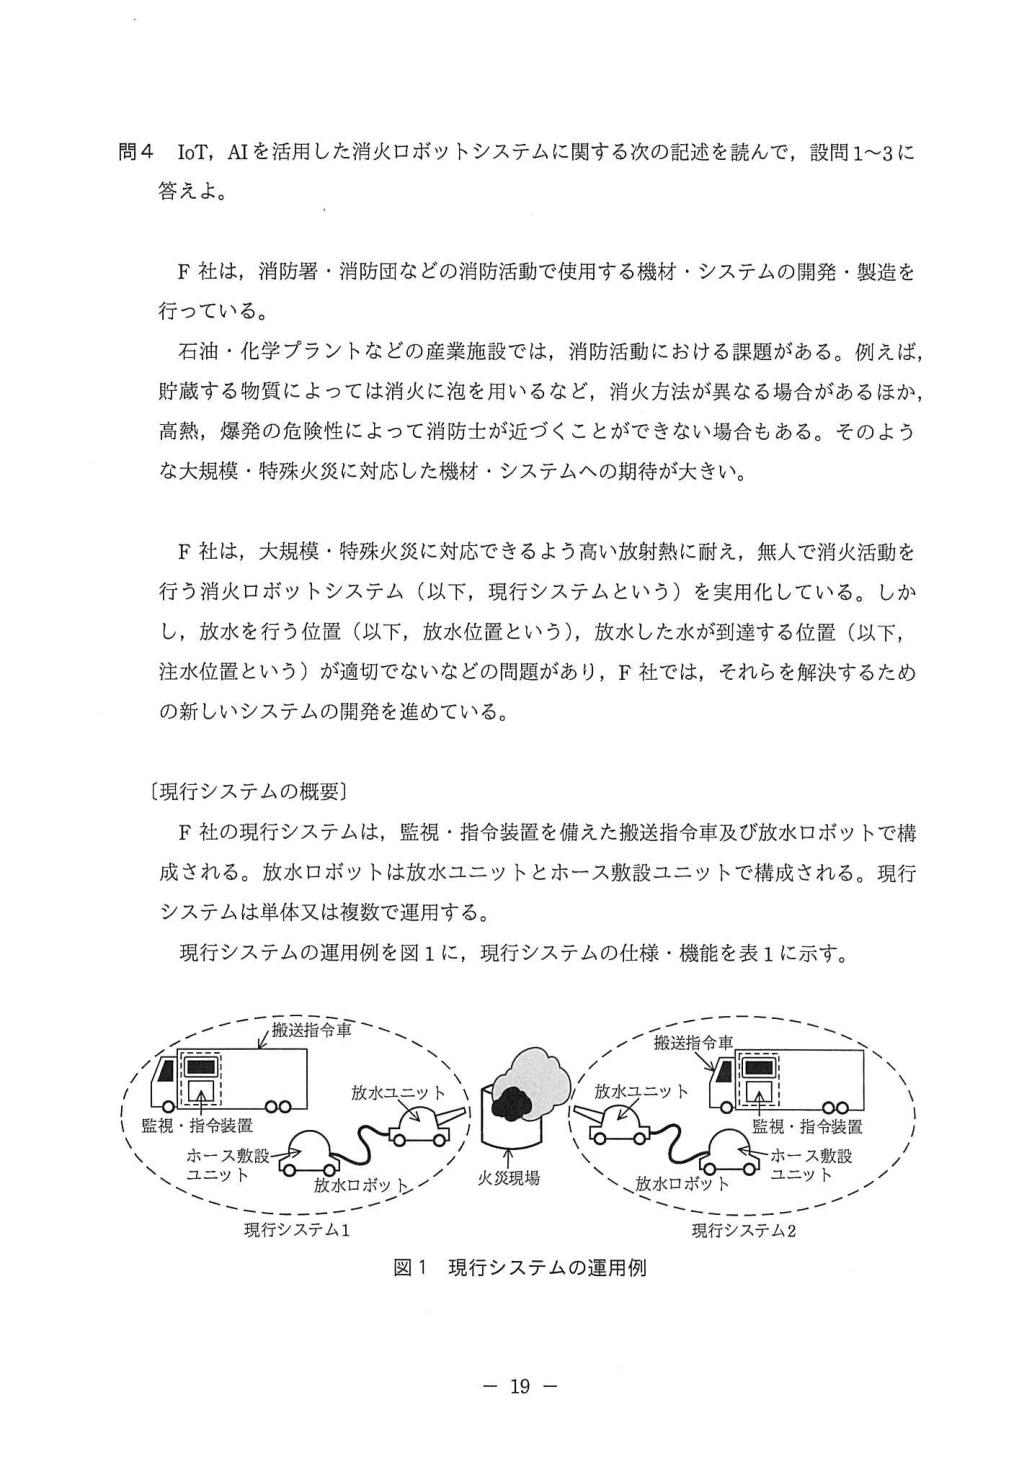 問4 IoT，AIを活用した消火ロボットシステムに関する次の記述を読んで，設問1～3に
答えよ。
F 社は，消防署・消防団などの消防活動で使用する機材・システムの開発・製造を
行っている。
石油・化学プラントなどの産業施設では，消防活動における課題がある。例えば，
貯蔵する物質によっては消火に泡を用いるなど，消火方法が異なる場合があるほか，
高熱，爆発の危険性によって消防士が近づくことができない場合もある。そのよう
な大規模・特殊火災に対応した機材・システムへの期待が大きい。
F 社は，大規模・特殊火災に対応できるよう高い放射熱に耐え，無人で消火活動を
行う消火ロボットシステム（以下，現行システムという）を実用化している。しか
し，放水を行う位置（以下，放水位置という），放水した水が到達する位置（以下，
注水位置という）が適切でないなどの問題があり，F 社では，それらを解決するため
の新しいシステムの開発を進めている。
〔現行システムの概要〕
F 社の現行システムは，監視・指令装置を備えた搬送指令車及び放水ロボットで構
成される。放水ロボットは放水ユニットとホース敷設ユニットで構成される。現行
システムは単体又は複数で運用する。
現行システムの運用例を図1に，現行システムの仕様・機能を表1に示す。
搬送指令車
放水ユニット
監視・指令装置
ホース敷設
ユニット
放水ロボット
現行システム1
火災現場
搬送指令車
放水ユニット
監視・指令装置
ホース敷設
ユニット
放水ロボット
現行システム2
図1 現行システムの運用例
－ 19 －